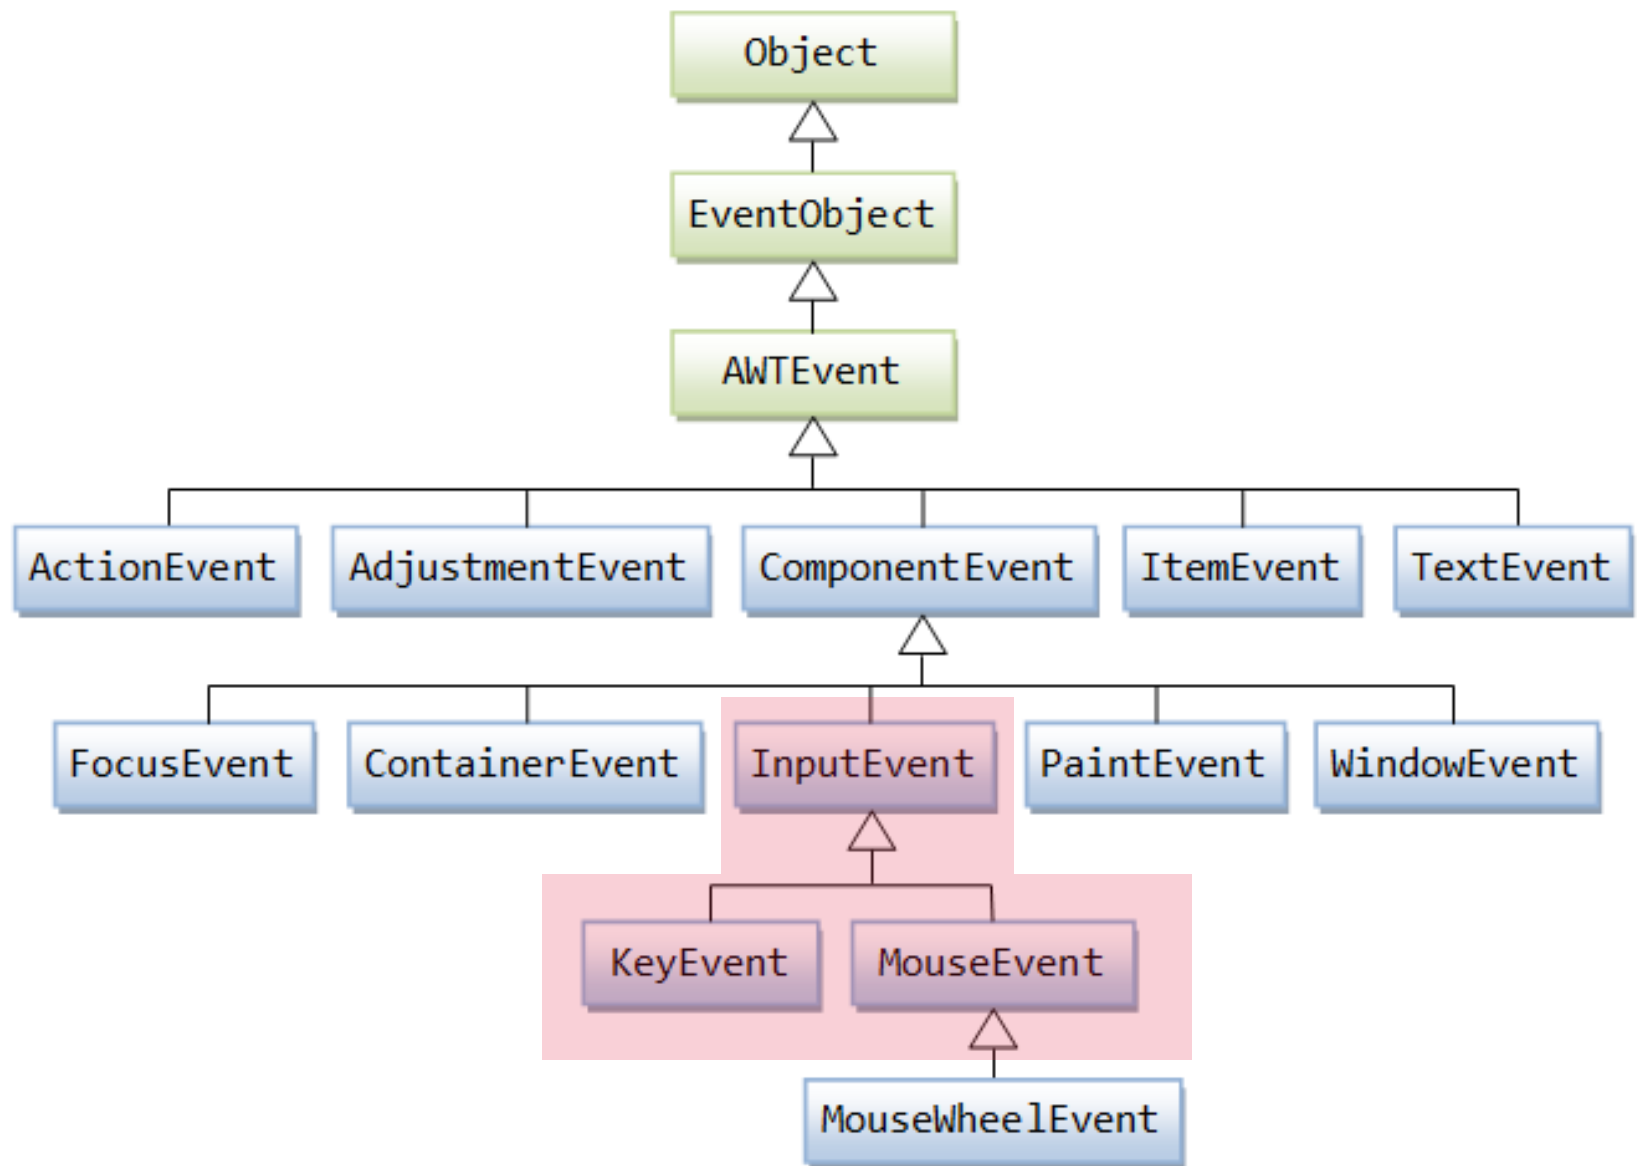 Object
EventObject
AWTEvent
ActionEvent AdjustmentEvent ComponentEvent ItemEvent TextEvent
FocusEvent ContainerEvent InputEvent PaintEvent WindowEvent
KeyEvent MouseEvent
MouseWheelEvent